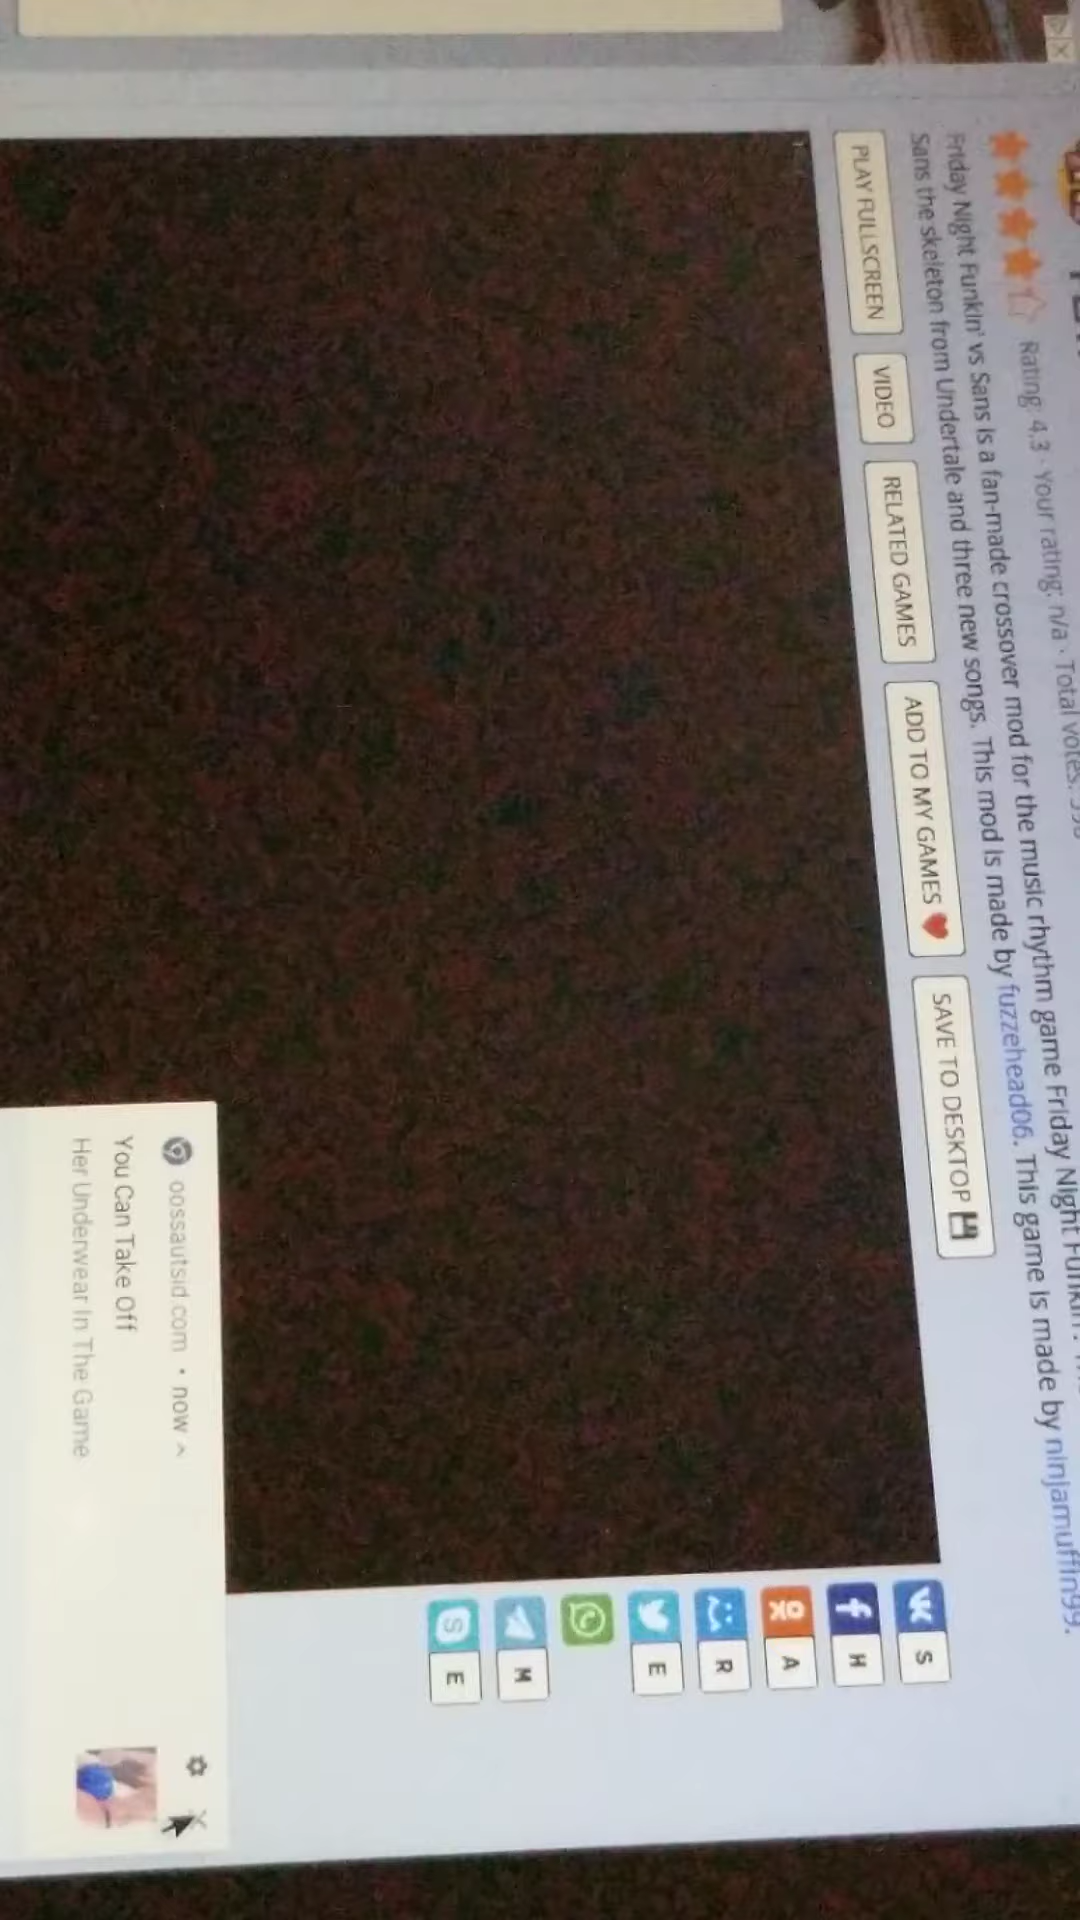 Rating: 4.3 · Your rating: n/a · Total votes:
Friday Night Funkin' vs Sans is a fan-made crossover mod for the music rhythm game Friday Night Funkin'.
Sans the skeleton from Undertale and three new songs. This mod is made by fuzzehead06. This game is made by ninjamuffin99.
PLAY FULLSCREEN
VIDEO
RELATED GAMES
ADD TO MY GAMES
SAVE TO DESKTOP
S
H
A
R
E
M
E
oossautsid.com • now
You Can Take Off
Her Underwear In The Game